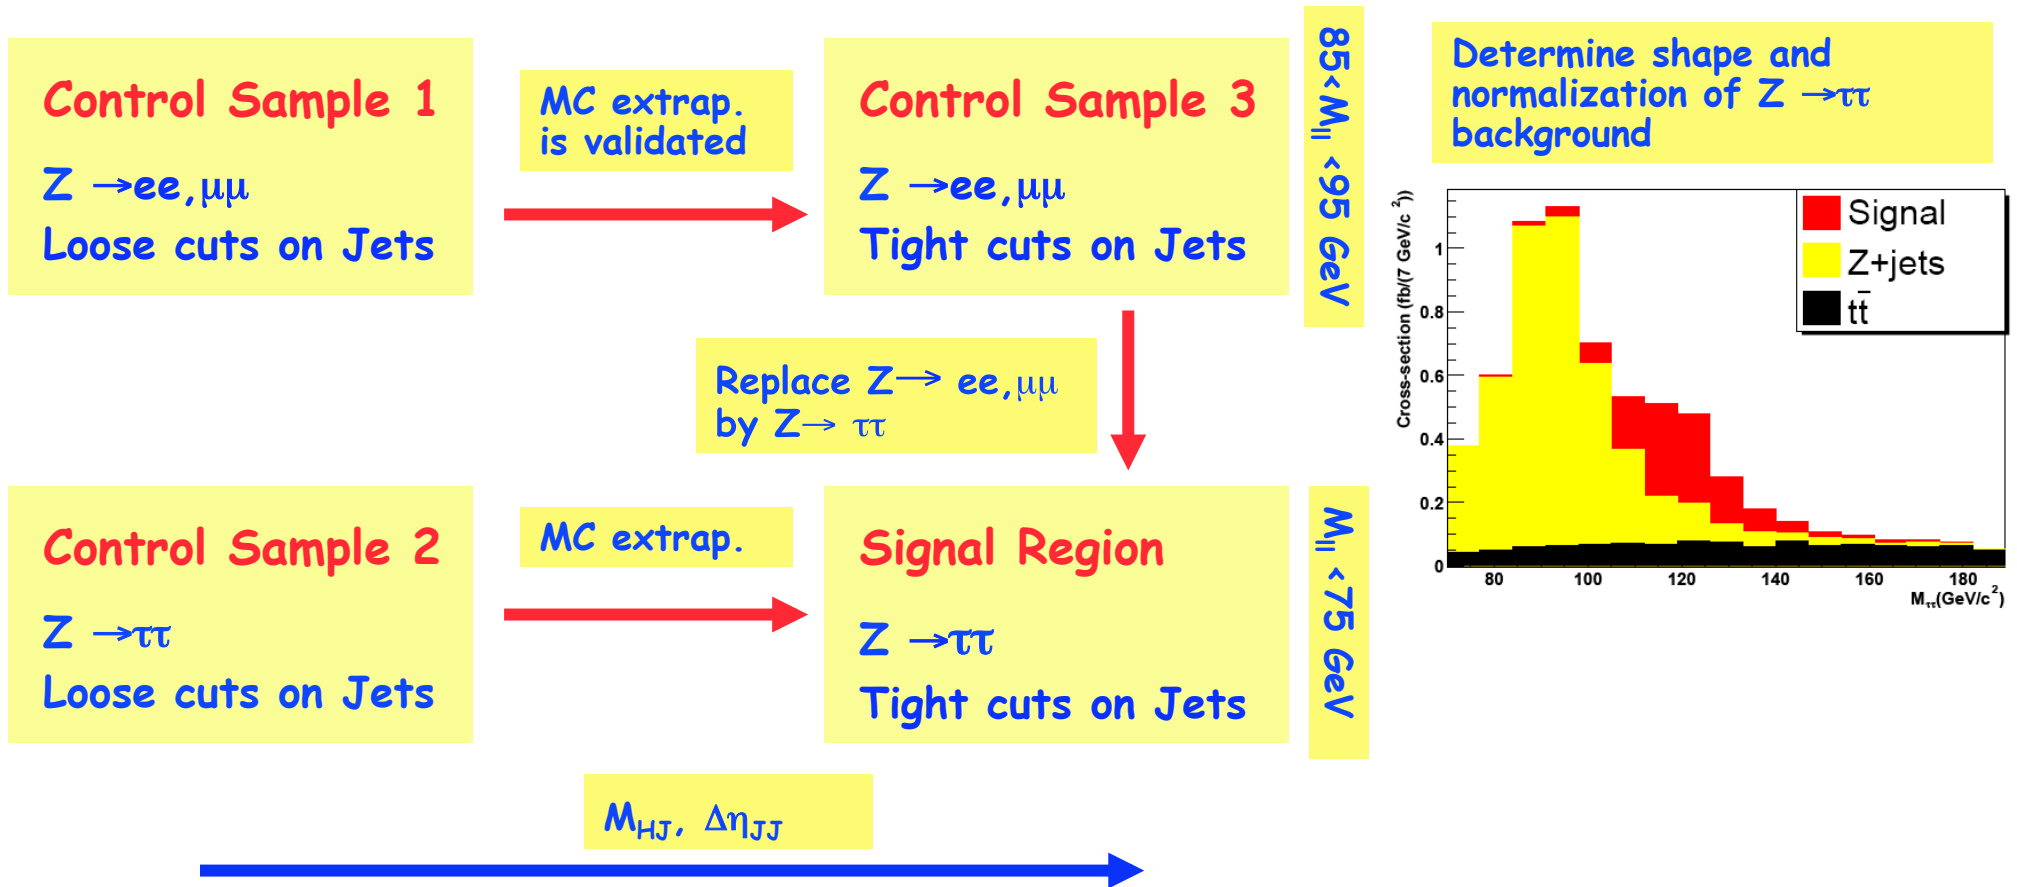 Control Sample 1
Z →ee,μμ
Loose cuts on Jets
MC extrap.
is validated
Control Sample 3
Z →ee,μμ
Tight cuts on Jets
85<M|| <95 GeV
Replace Z→ ee,μμ
by Z→ ττ
Control Sample 2
Z →ττ
Loose cuts on Jets
MC extrap.
Signal Region
Z →ττ
Tight cuts on Jets
M|| <75 GeV
M_HJ, Δη_JJ
Determine shape and
normalization of Z →ττ
background
Cross-section (fb/(7 GeV/c²))
1
0.8
0.6
0.4
0.2
0
Signal
Z+jets
tt̄
80 100 120 140 160 180
M_ττ(GeV/c²)